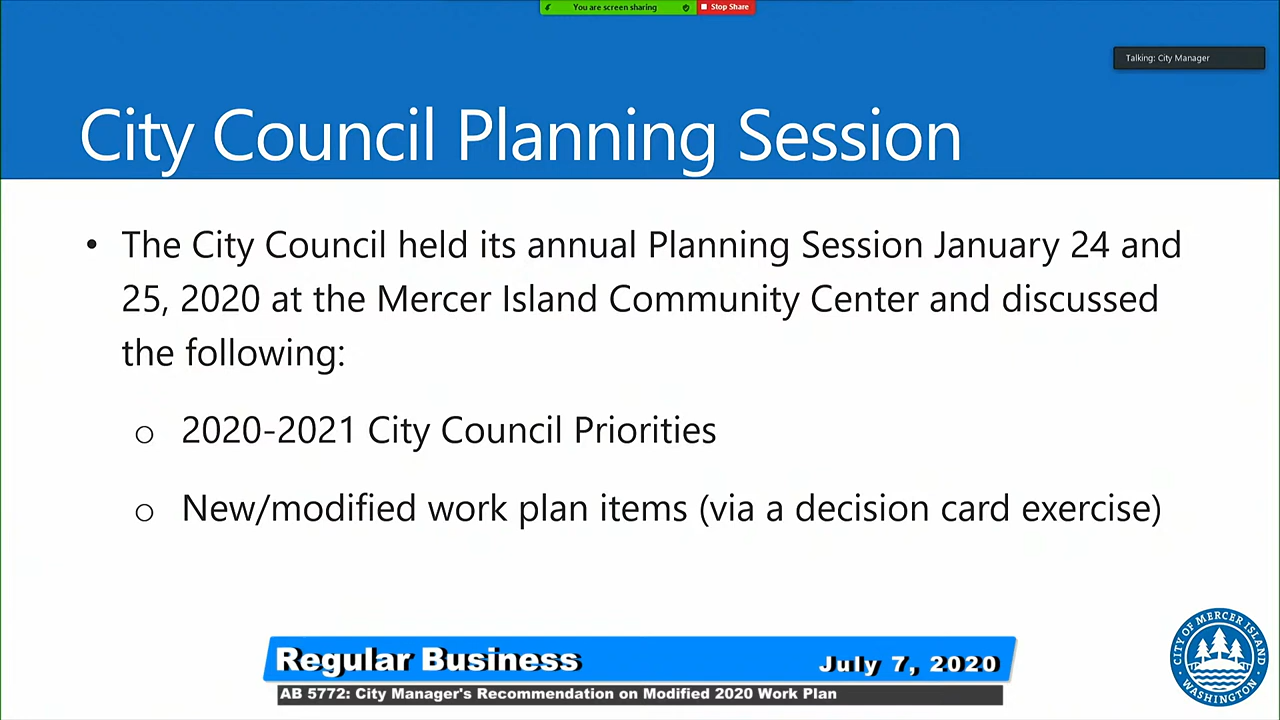 You are screen sharing
Stop Share
Talking: City Manager
City Council Planning Session
• The City Council held its annual Planning Session January 24 and
25, 2020 at the Mercer Island Community Center and discussed
the following:
o 2020-2021 City Council Priorities
o New/modified work plan items (via a decision card exercise)
Regular Business
July 7, 2020
AB 5772: City Manager's Recommendation on Modified 2020 Work Plan
CITY OF MERCER ISLAND
WASHINGTON